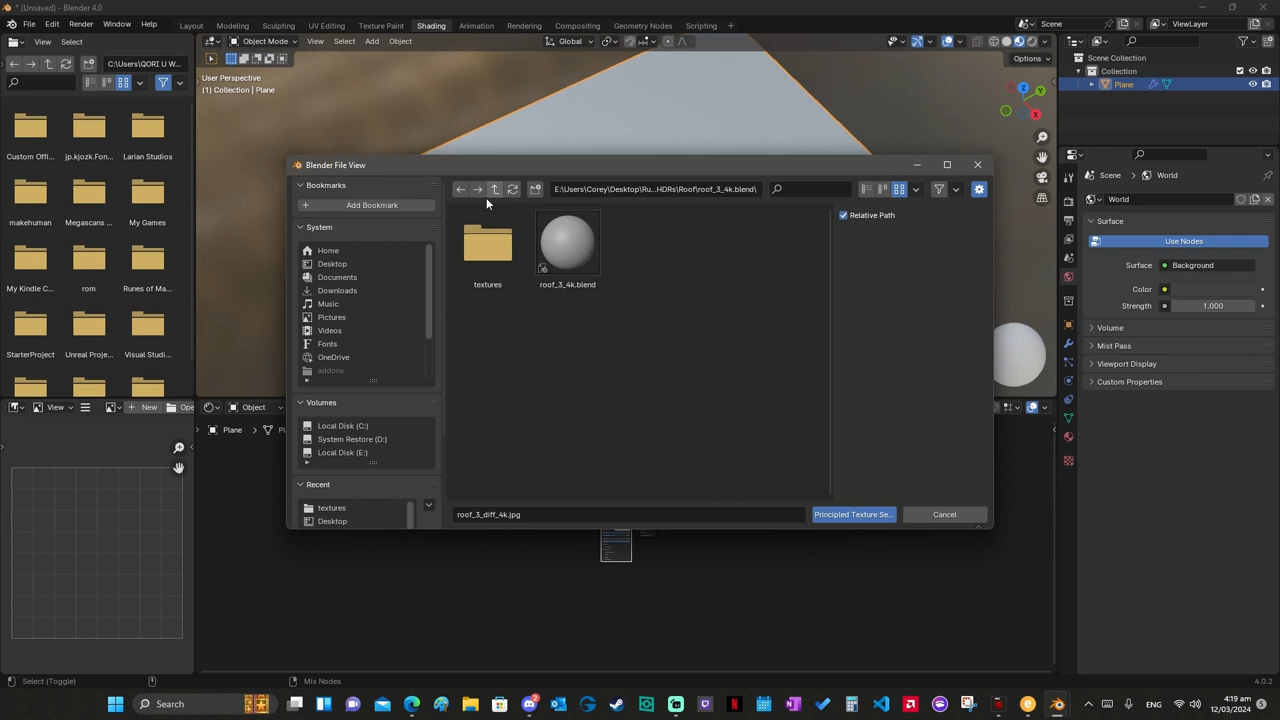 * (Unsaved) - Blender 4.0
File Edit Render Window Help Layout Modeling Sculpting UV Editing Texture Paint Shading Animation Rendering Compositing Geometry Nodes Scripting + Scene ViewLayer
View Select Object Mode View Select Add Object Global
C:\Users\QORI U W... Options
User Perspective
(1) Collection | Plane
Scene Collection
Collection
Plane
Custom Offi... jp.kjozk.Fon... Larian Studios
makehuman Megascans ... My Games
My Kindle C... rom Runes of Ma...
StarterProject Unreal Proje... Visual Studi...
Z Y X
Blender File View
Bookmarks
Add Bookmark
System
Home
Desktop
Documents
Downloads
Music
Pictures
Videos
Fonts
OneDrive
addons
Volumes
Local Disk (C:)
System Restore (D:)
Local Disk (E:)
Recent
textures
Desktop
E:\Users\Corey\Desktop\Ru...HDRs\Roof\roof_3_4k.blend\
textures roof_3_4k.blend
Relative Path
roof_3_diff_4k.jpg Principled Texture Se... Cancel
Scene World
World
Surface
Use Nodes
Surface Background
Color
Strength 1.000
Volume
Mist Pass
Viewport Display
Custom Properties
View New Ope Object
Plane Pl
Select (Toggle) Mix Nodes 4.0.2
Search 2 4:19 am
12/03/2024